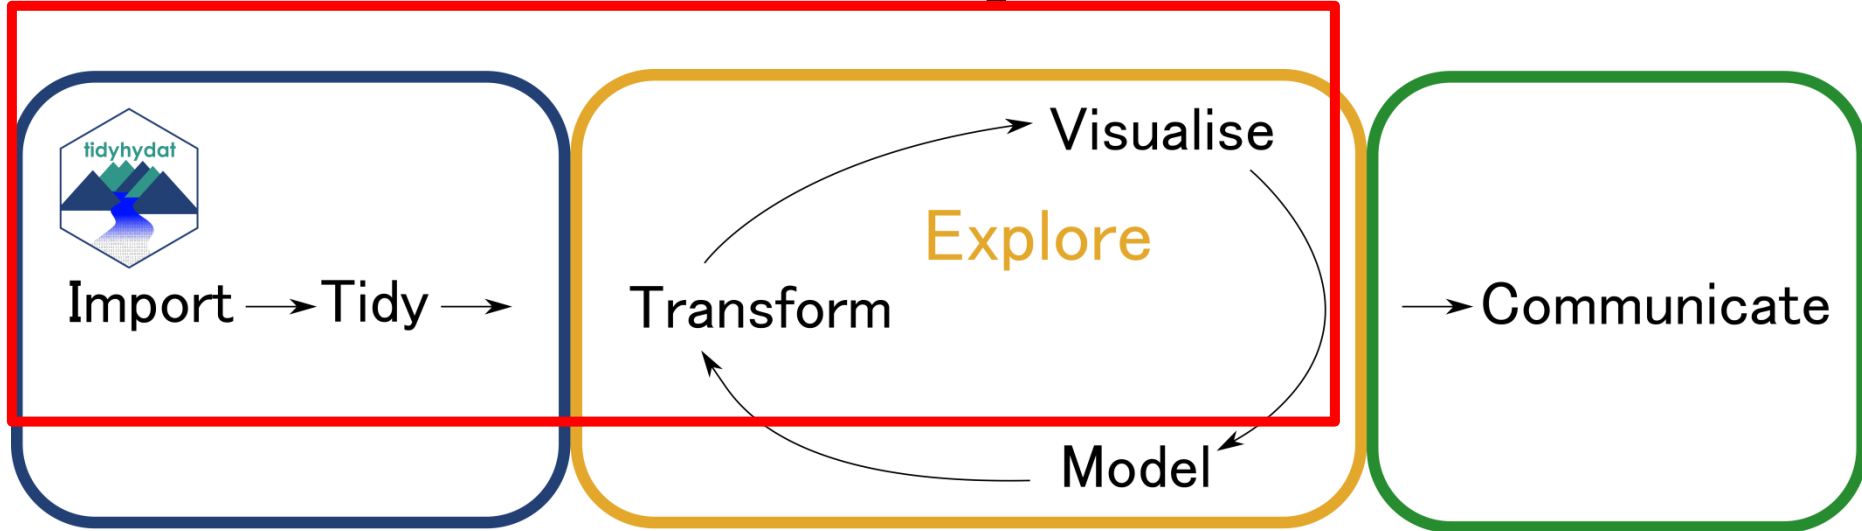 tidyhydat
Import
Tidy
Transform
Visualise
Explore
Model
Communicate